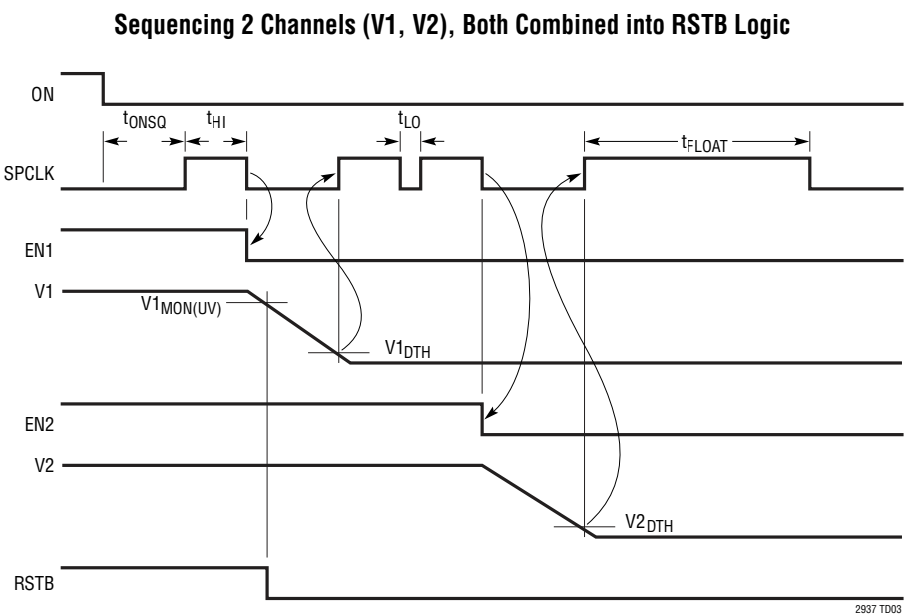 Sequencing 2 Channels (V1, V2), Both Combined into RSTB Logic
ON
tONSQ
tHI
tLO
tFLOAT
SPCLK
EN1
V1
V1MON(UV)
V1DTH
EN2
V2
V2DTH
RSTB
2937 TD03